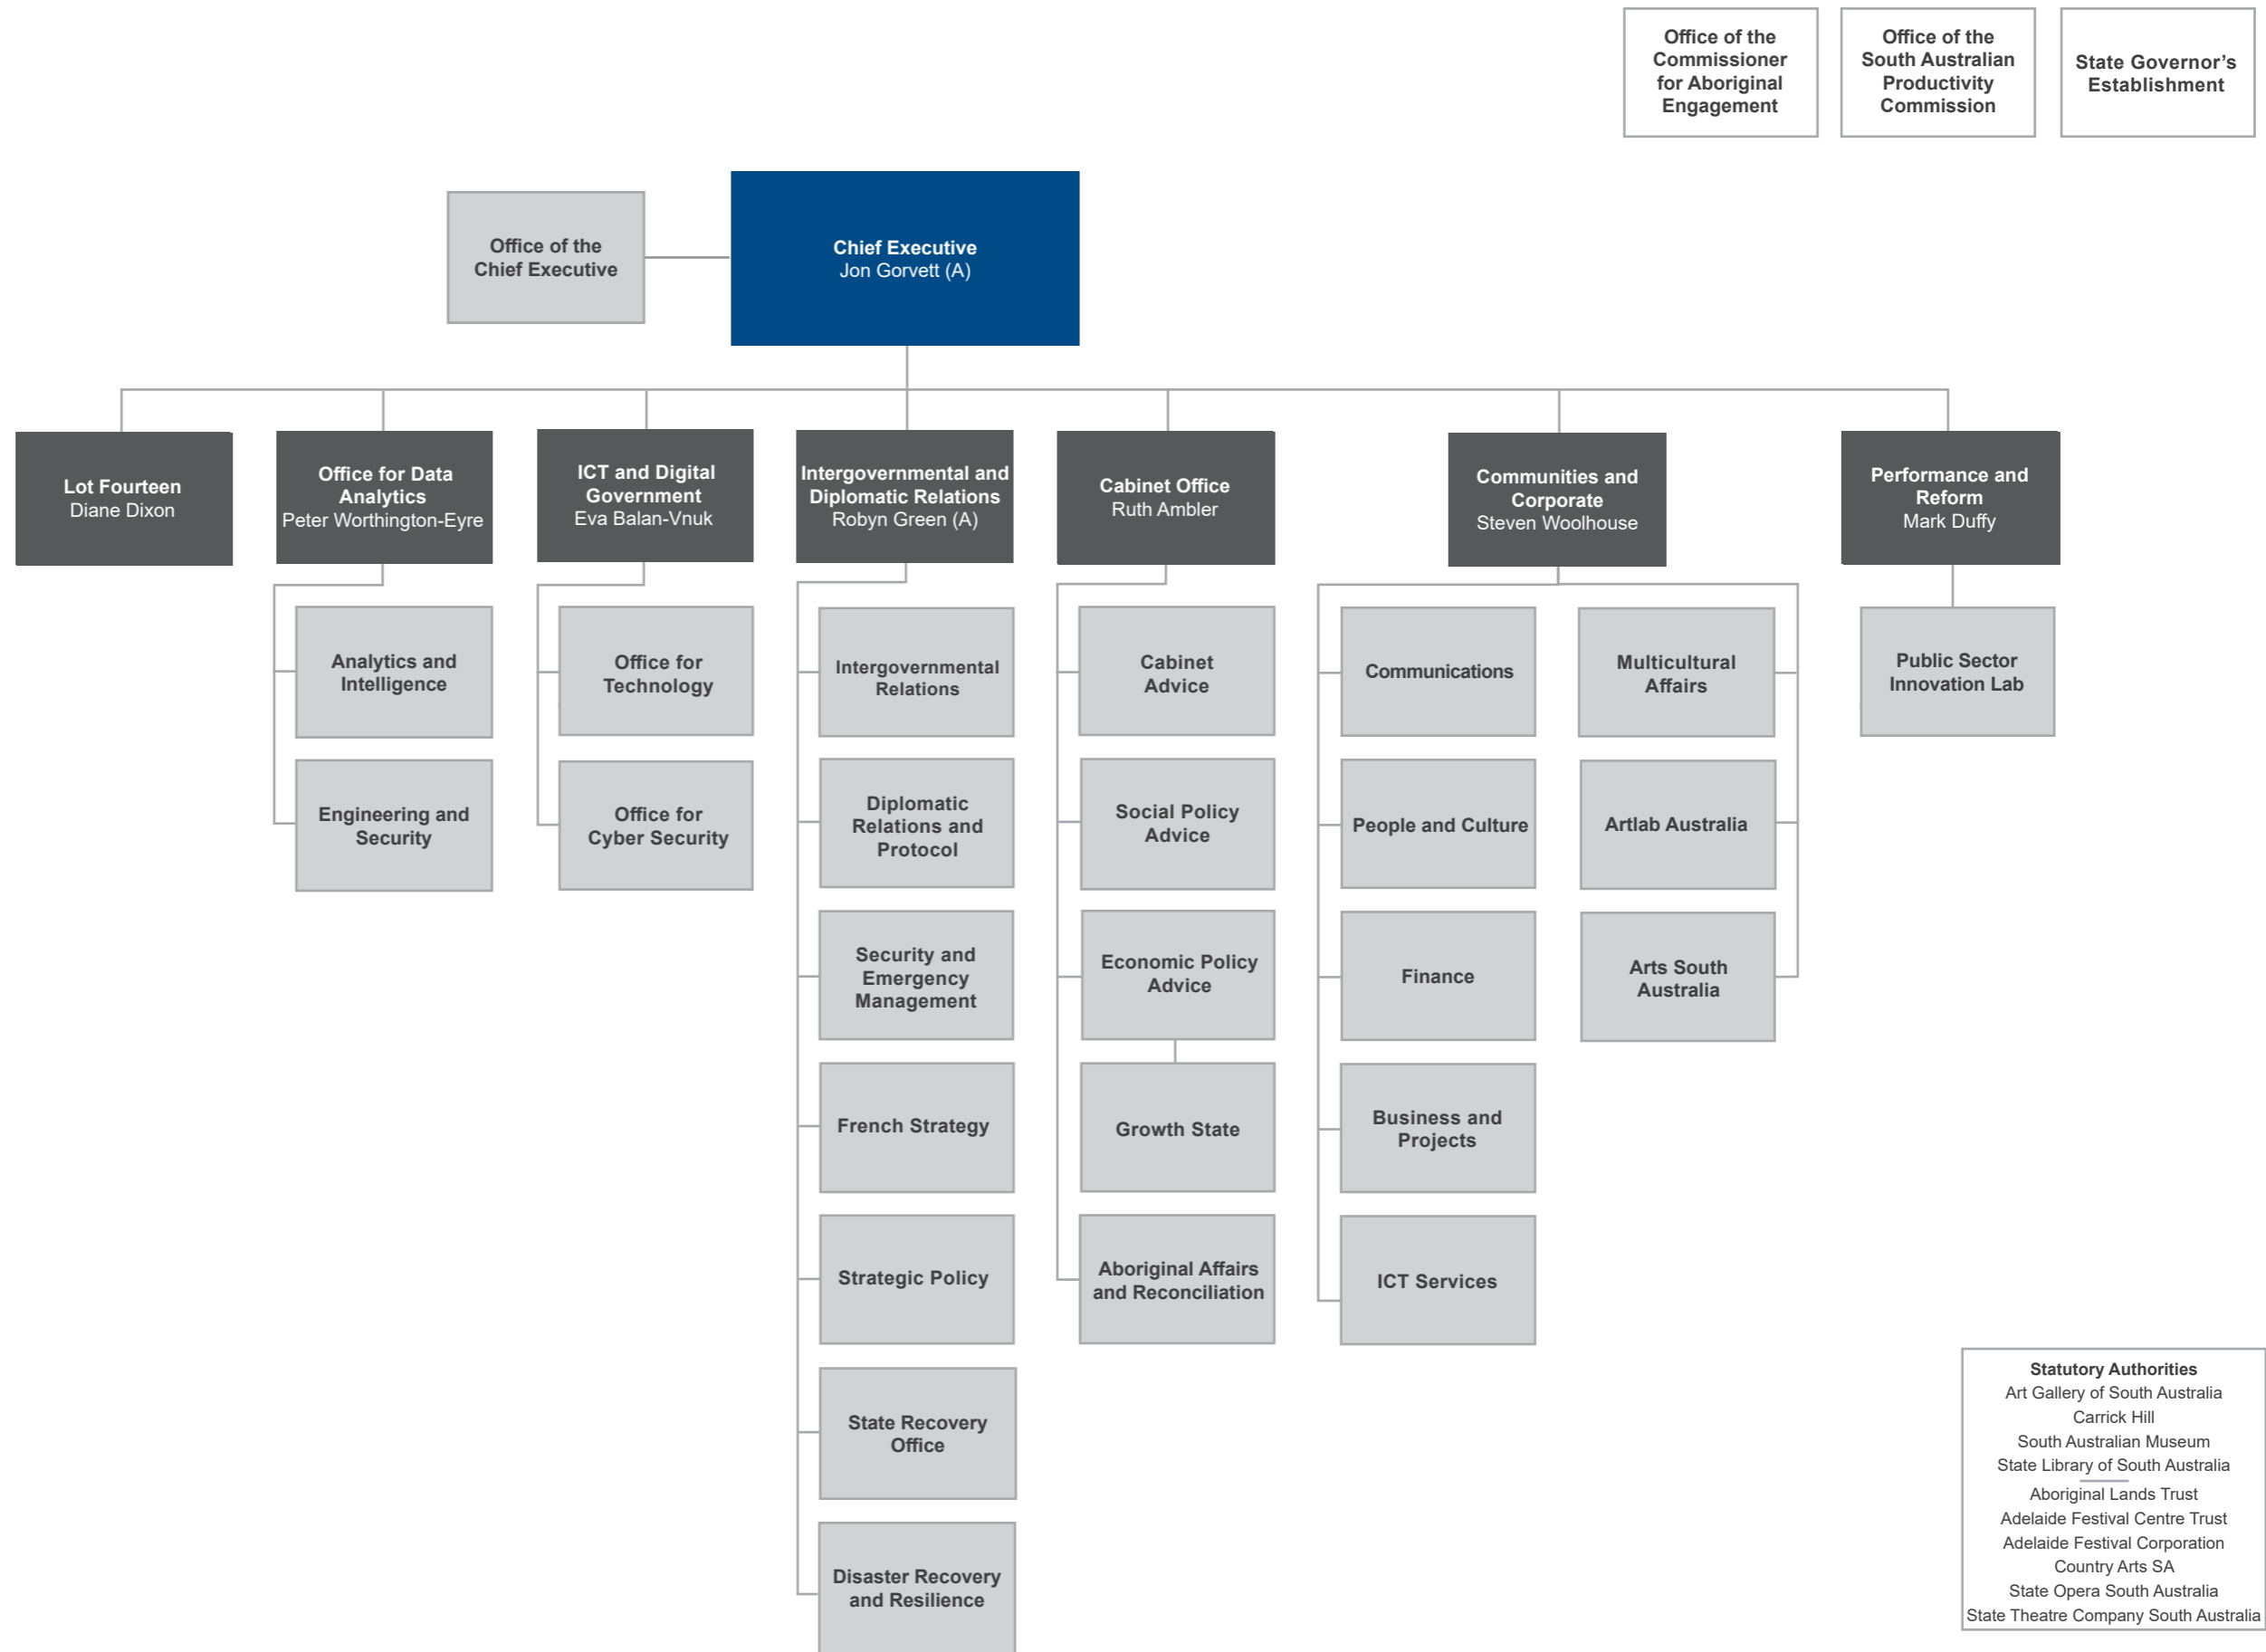 Office of the
Commissioner
for Aboriginal
Engagement
Office of the
South Australian
Productivity
Commission
State Governor's
Establishment
Office of the
Chief Executive
Chief Executive
Jon Gorvett (A)
Lot Fourteen
Diane Dixon
Office for Data
Analytics
Peter Worthington-Eyre
ICT and Digital
Government
Eva Balan-Vnuk
Intergovernmental and
Diplomatic Relations
Robyn Green (A)
Cabinet Office
Ruth Ambler
Communities and
Corporate
Steven Woolhouse
Performance and
Reform
Mark Duffy
Analytics and
Intelligence
Engineering and
Security
Office for
Technology
Office for
Cyber Security
Intergovernmental
Relations
Diplomatic
Relations and
Protocol
Security and
Emergency
Management
French Strategy
Strategic Policy
State Recovery
Office
Disaster Recovery
and Resilience
Cabinet
Advice
Social Policy
Advice
Economic Policy
Advice
Growth State
Aboriginal Affairs
and Reconciliation
Communications
People and Culture
Finance
Business and
Projects
ICT Services
Multicultural
Affairs
Artlab Australia
Arts South
Australia
Public Sector
Innovation Lab
Statutory Authorities
Art Gallery of South Australia
Carrick Hill
South Australian Museum
State Library of South Australia
Aboriginal Lands Trust
Adelaide Festival Centre Trust
Adelaide Festival Corporation
Country Arts SA
State Opera South Australia
State Theatre Company South Australia